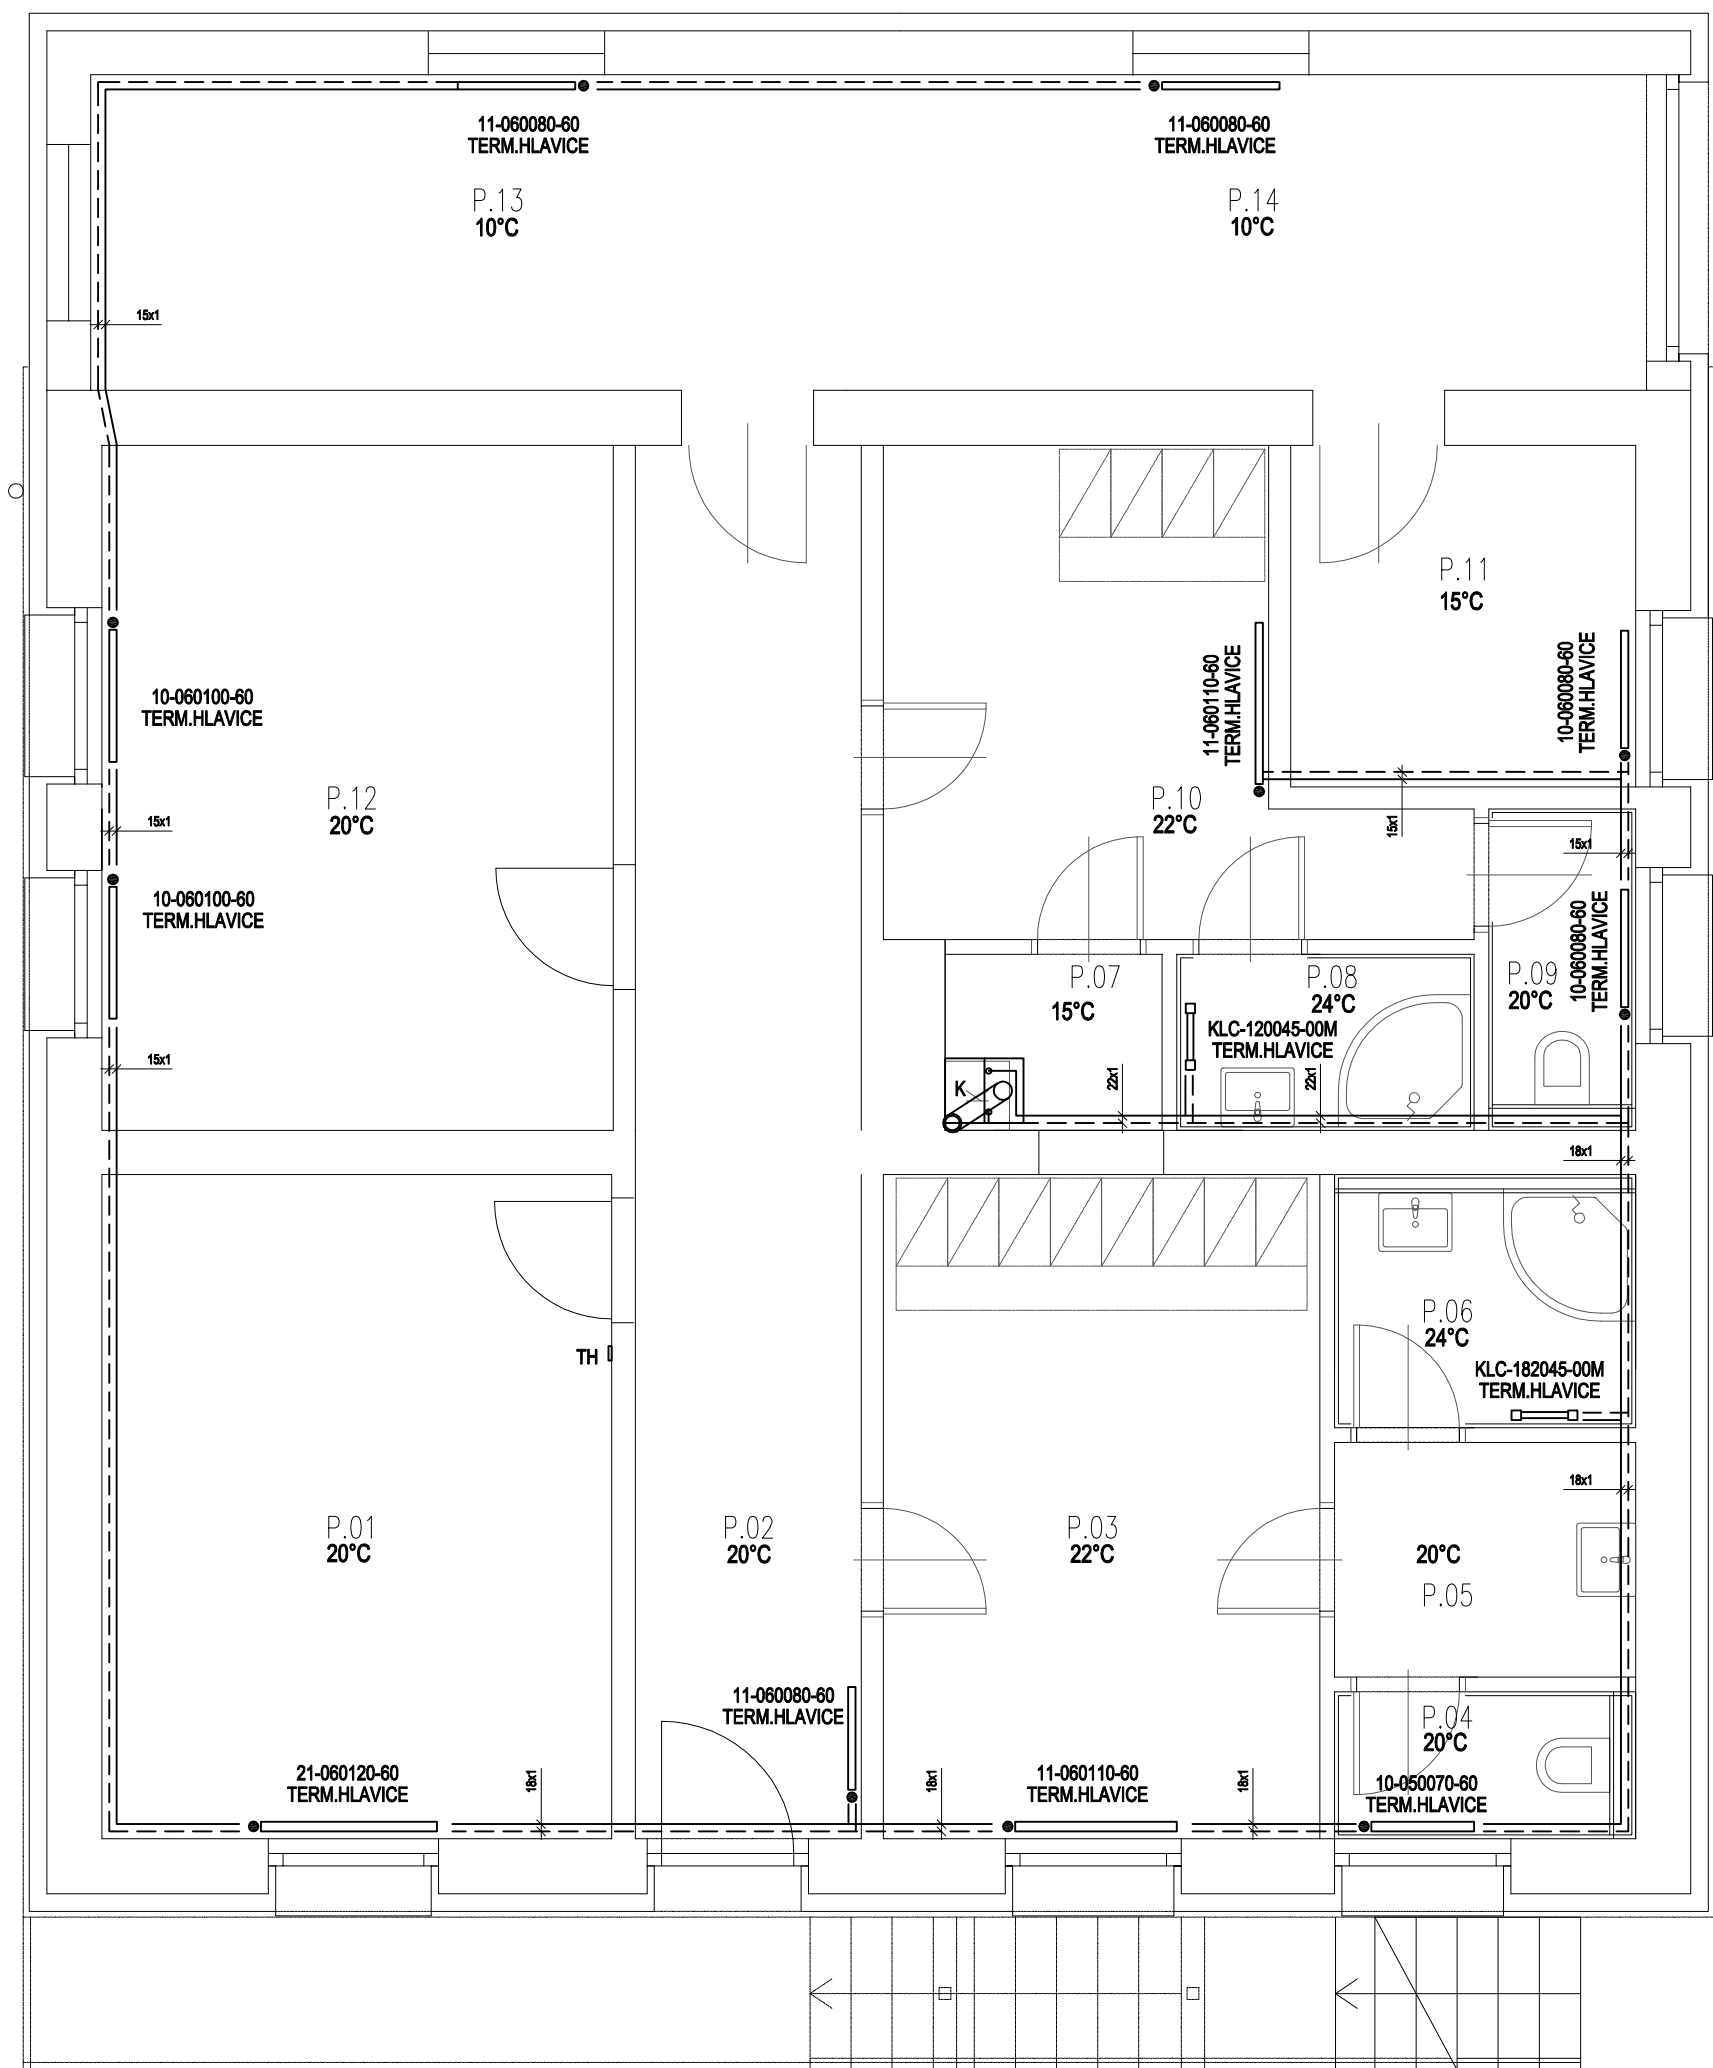 11-060080-60
TERM.HLAVICE
11-060080-60
TERM.HLAVICE
P.13
10°C
P.14
10°C
15x1
P.11
15°C
11-060110-60
TERM.HLAVICE
10-060080-60
TERM.HLAVICE
10-060100-60
TERM.HLAVICE
P.12
20°C
P.10
22°C
15x1
15x1
15x1
10-060100-60
TERM.HLAVICE
10-060080-60
TERM.HLAVICE
P.07
15°C
P.08
24°C
P.09
20°C
KLC-120045-00M
TERM.HLAVICE
15x1
K
22x1
22x1
18x1
P.06
24°C
TH
KLC-182045-00M
TERM.HLAVICE
18x1
P.01
20°C
P.02
20°C
P.03
22°C
20°C
P.05
11-060080-60
TERM.HLAVICE
P.04
20°C
21-060120-60
TERM.HLAVICE
18x1
18x1
11-060110-60
TERM.HLAVICE
18x1
10-050070-60
TERM.HLAVICE